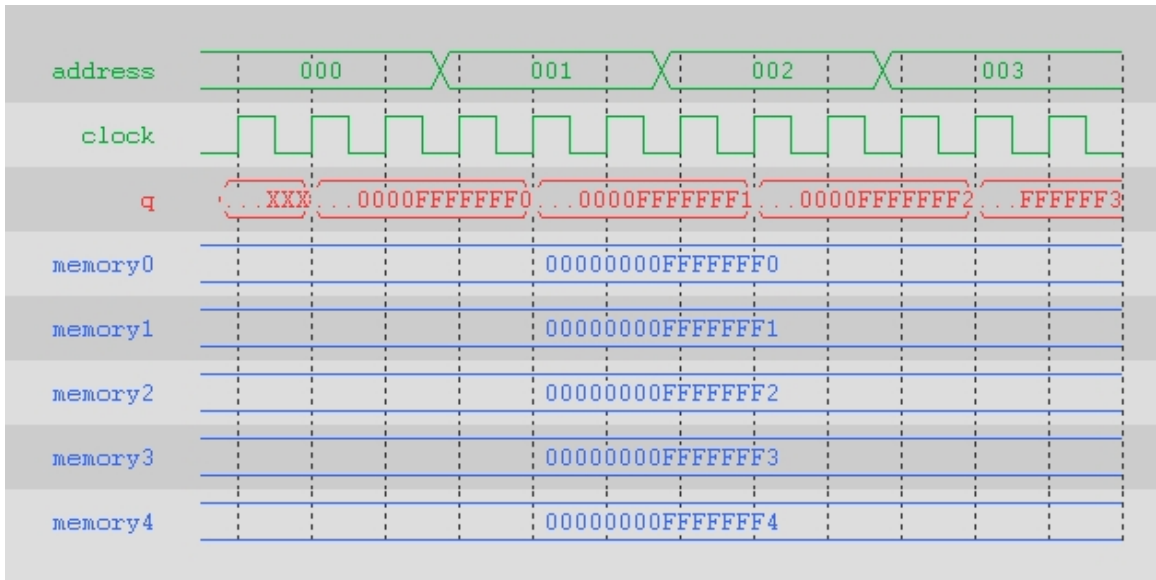 address 000 001 002 003
clock
q ...XXX ...0000FFFFFFF0 ...0000FFFFFFF1 ...0000FFFFFFF2 ...FFFFFF3
memory0 00000000FFFFFFF0
memory1 00000000FFFFFFF1
memory2 00000000FFFFFFF2
memory3 00000000FFFFFFF3
memory4 00000000FFFFFFF4